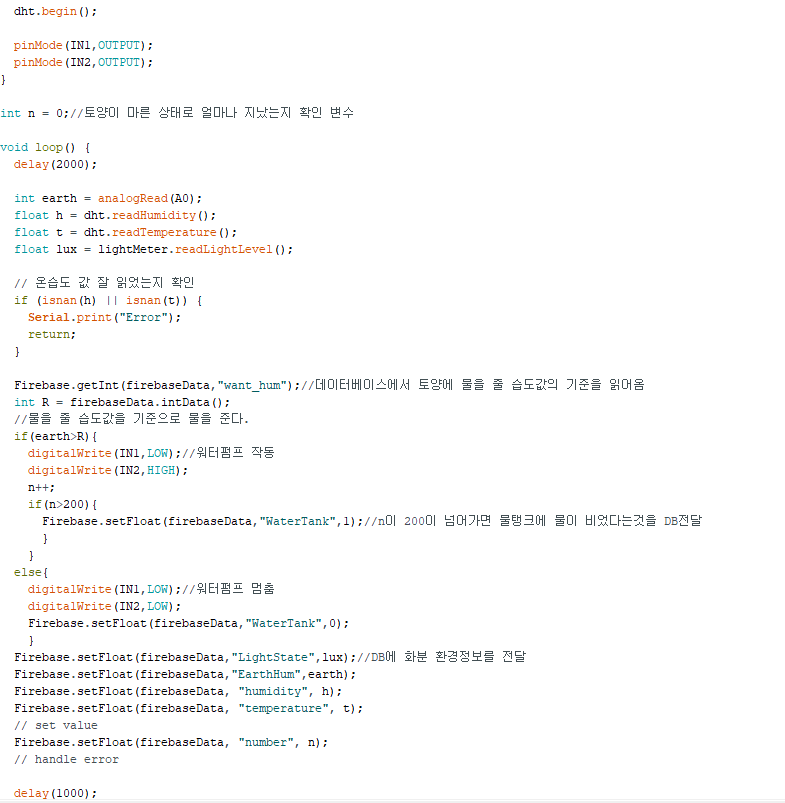 dht.begin();
pinMode(IN1,OUTPUT);
pinMode(IN2,OUTPUT);
}
int n = 0;//토양이 마른 상태로 얼마나 지났는지 확인 변수
void loop() {
delay(2000);
int earth = analogRead(A0);
float h = dht.readHumidity();
float t = dht.readTemperature();
float lux = lightMeter.readLightLevel();
// 온습도 값 잘 읽었는지 확인
if (isnan(h) || isnan(t)) {
Serial.print("Error");
return;
}
Firebase.getInt(firebaseData,"want_hum");//데이터베이스에서 토양에 물을 줄 습도값의 기준을 읽어옴
int R = firebaseData.intData();
//물을 줄 습도값을 기준으로 물을 준다.
if(earth>R){
digitalWrite(IN1,LOW);//워터펌프 작동
digitalWrite(IN2,HIGH);
n++;
if(n>200){
Firebase.setFloat(firebaseData,"WaterTank",1);//n이 200이 넘어가면 물탱크에 물이 비었다는것을 DB전달
}
}
else{
digitalWrite(IN1,LOW);//워터펌프 멈춤
digitalWrite(IN2,LOW);
Firebase.setFloat(firebaseData,"WaterTank",0);
}
Firebase.setFloat(firebaseData,"LightState",lux);//DB에 화분 환경정보를 전달
Firebase.setFloat(firebaseData,"EarthHum",earth);
Firebase.setFloat(firebaseData, "humidity", h);
Firebase.setFloat(firebaseData, "temperature", t);
// set value
Firebase.setFloat(firebaseData, "number", n);
// handle error
delay(1000);